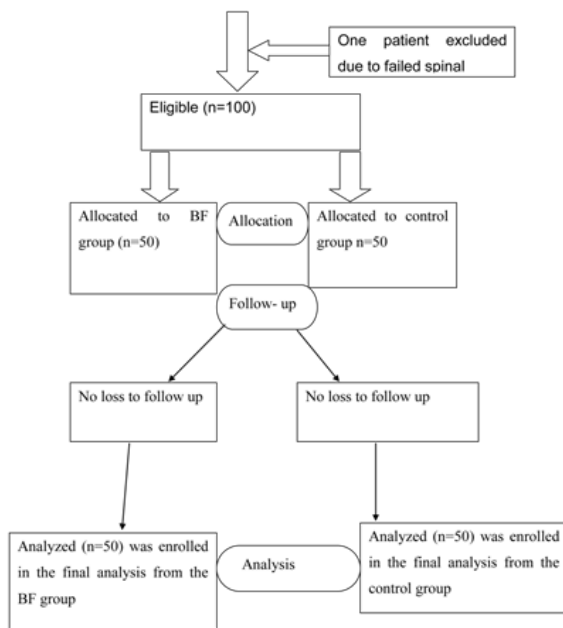 One patient excluded
due to failed spinal
Eligible (n=100)
Allocated to BF
group (n=50)
Allocation
Allocated to control
group n=50
Follow- up
No loss to follow up
No loss to follow up
Analyzed (n=50) was enrolled
in the final analysis from the
BF group
Analysis
Analyzed (n=50) was enrolled
in the final analysis from the
control group